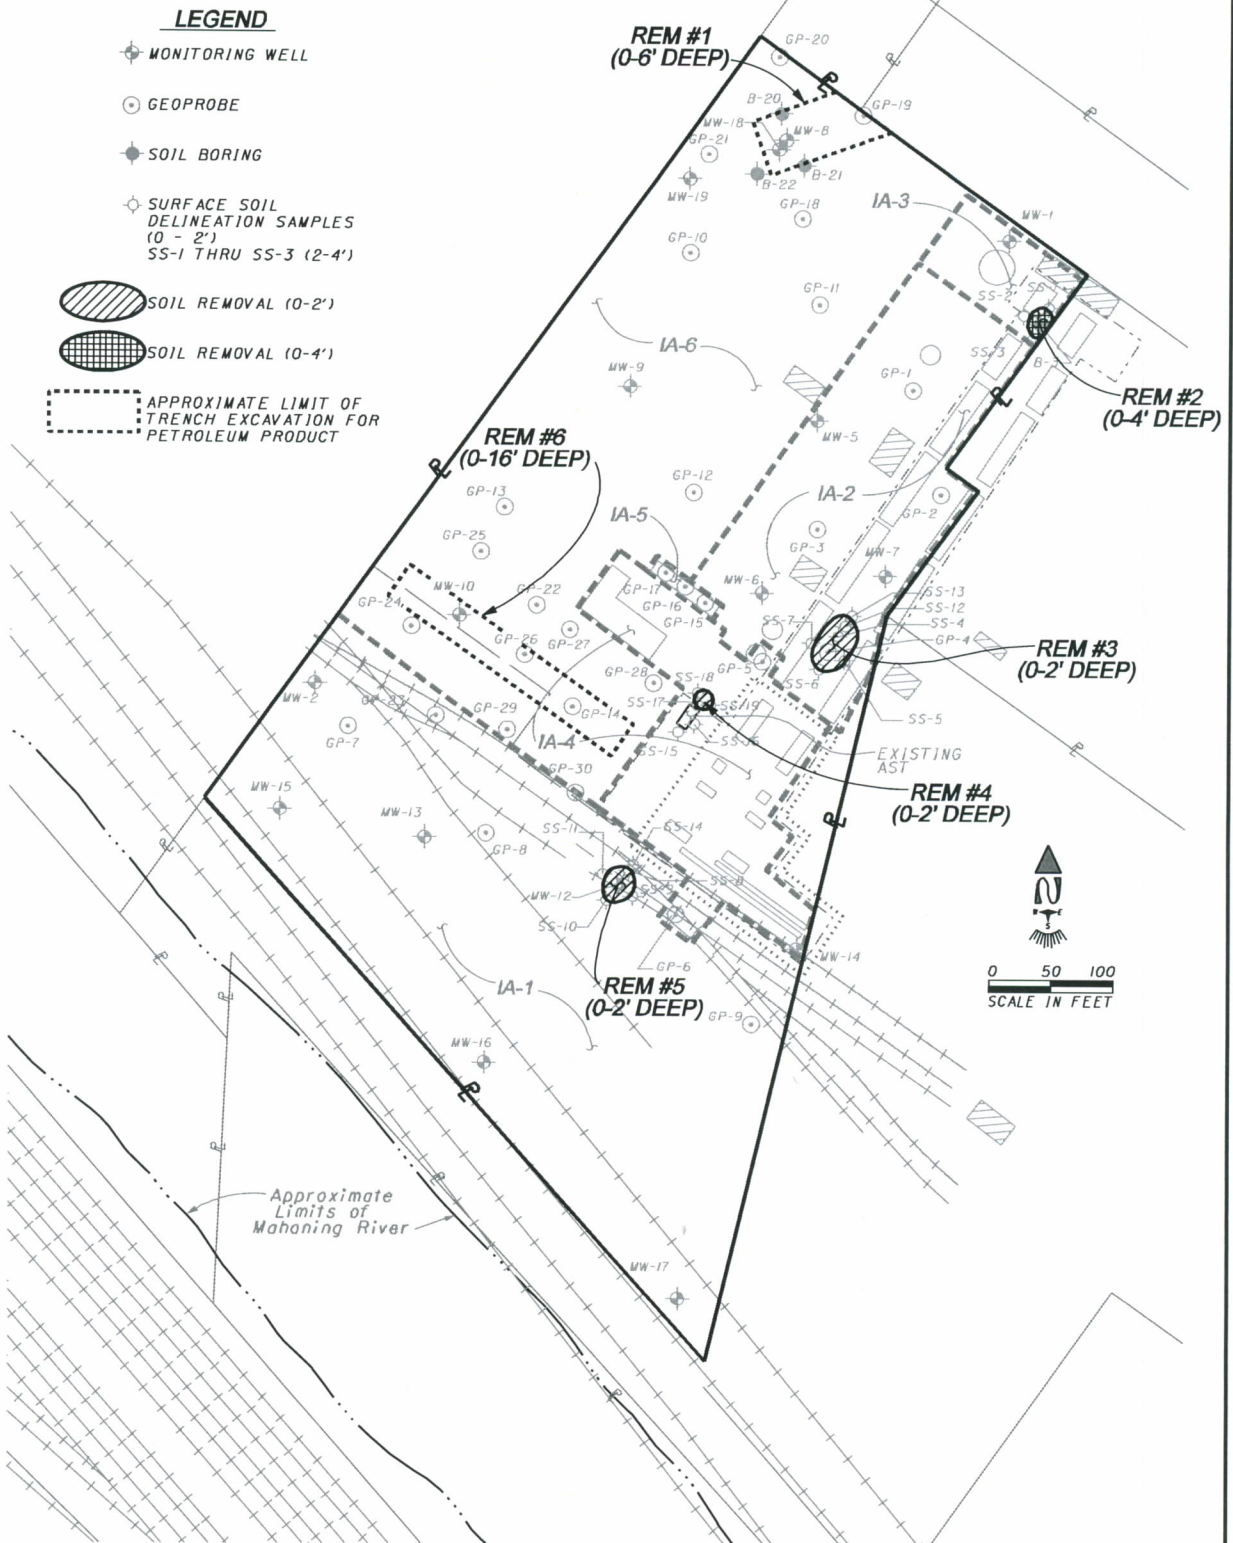 LEGEND
MONITORING WELL
GEOPROBE
SOIL BORING
SURFACE SOIL
DELINEATION SAMPLES
(0 - 2')
SS-1 THRU SS-3 (2-4')
SOIL REMOVAL (0-2')
SOIL REMOVAL (0-4')
APPROXIMATE LIMIT OF
TRENCH EXCAVATION FOR
PETROLEUM PRODUCT
REM #1
(0-6' DEEP)
GP-20
B-20
GP-19
MW-18
MW-8
GP-21
B-22
B-21
MW-19
GP-18
IA-3
MW-1
GP-10
GP-11
SS-2
SS-3
IA-6
MW-9
GP-1
REM #2
(0-4' DEEP)
MW-5
REM #6
(0-16' DEEP)
GP-12
GP-13
IA-5
IA-2
GP-2
GP-25
GP-3
MW-7
MW-10
GP-22
GP-17
GP-16
GP-15
MW-6
SS-13
SS-12
SS-4
GP-4
SS-7
GP-24
GP-26
GP-27
REM #3
(0-2' DEEP)
GP-5
SS-6
GP-28
SS-18
SS-17
SS-19
MW-2
GP-23
GP-7
GP-29
GP-14
SS-5
IA-4
SS-15
SS-16
EXISTING
AST
GP-30
REM #4
(0-2' DEEP)
MW-15
MW-13
GP-8
SS-11
SS-8
SS-9
MW-12
SS-10
MW-14
GP-6
IA-1
REM #5
(0-2' DEEP)
GP-9
W E
S
0 50 100
SCALE IN FEET
MW-16
Approximate
Limits of
Mahoning River
MW-17